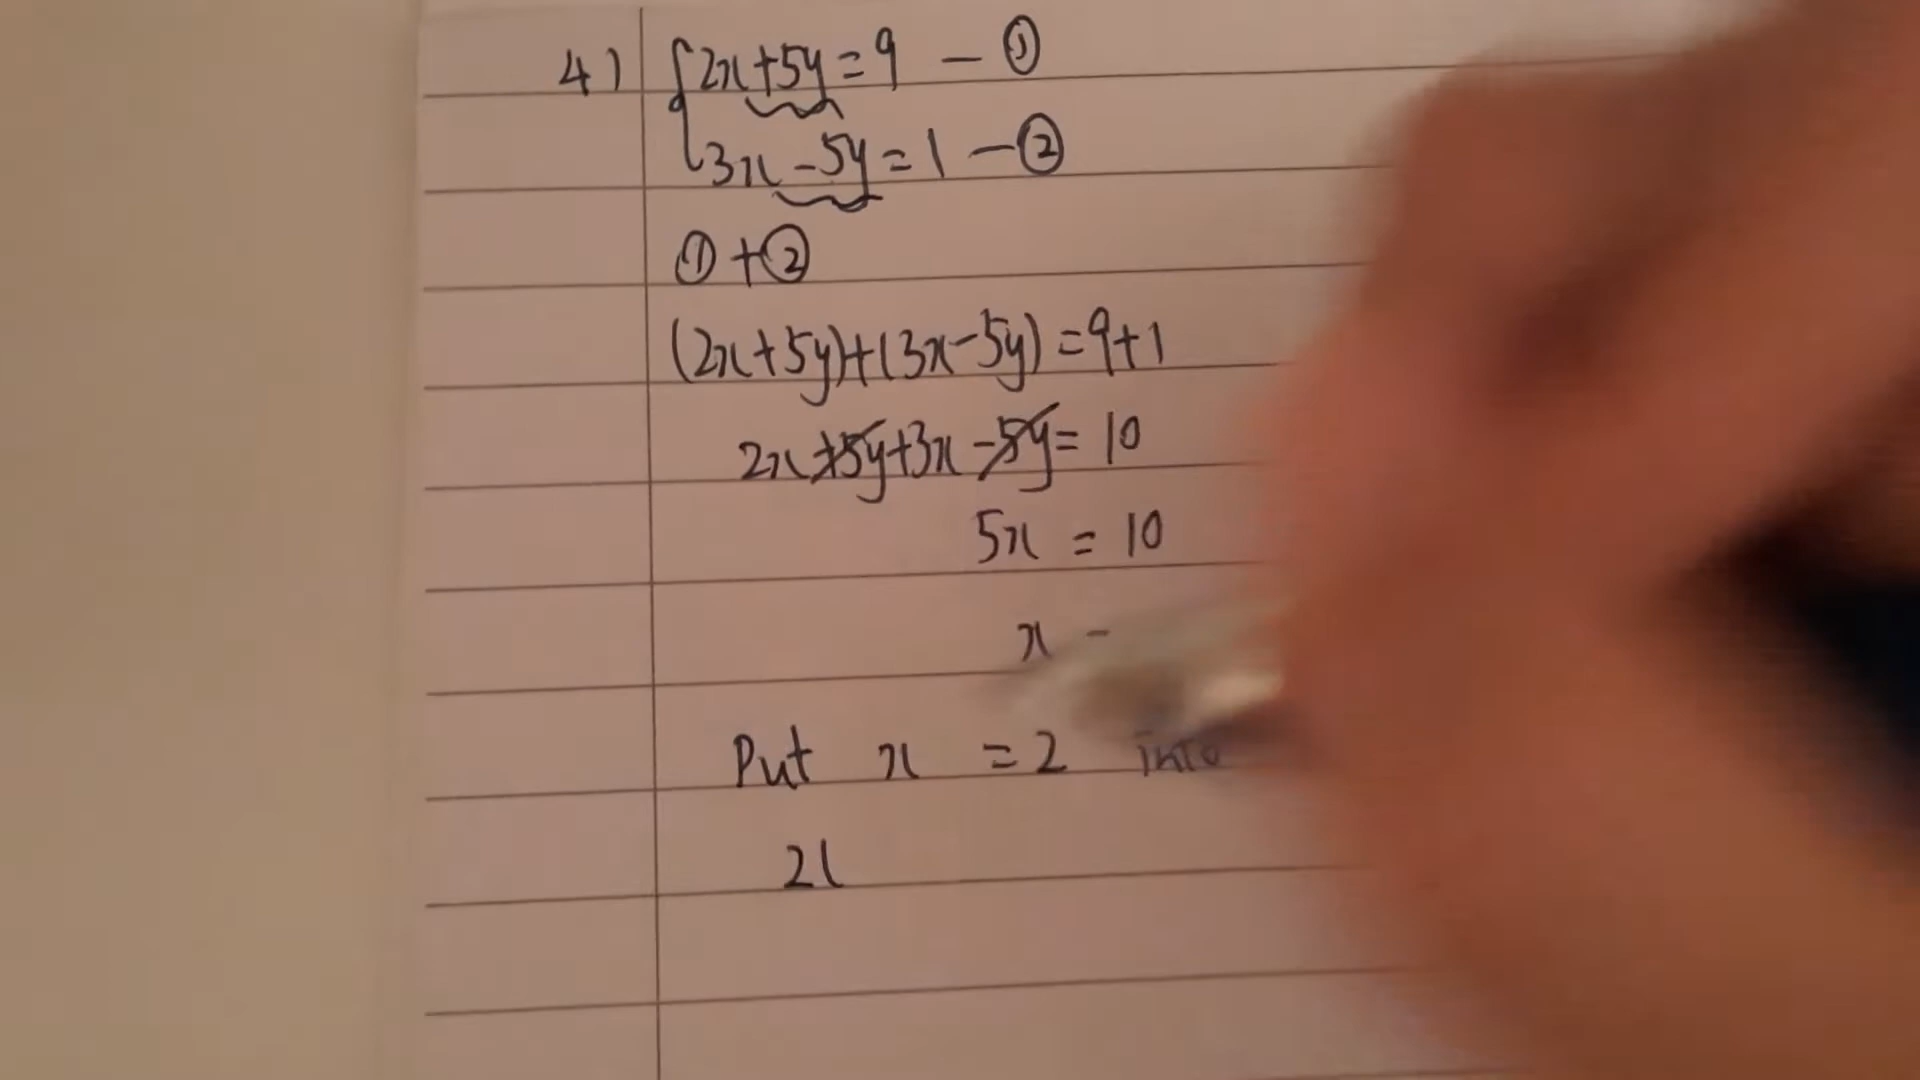 4) { 2x+5y=9 - ①
3x-5y=1 - ②
① + ②
(2x+5y)+(3x-5y)=9+1
2x+5y+3x-5y=10
5x = 10
x
Put x =2 into
2(